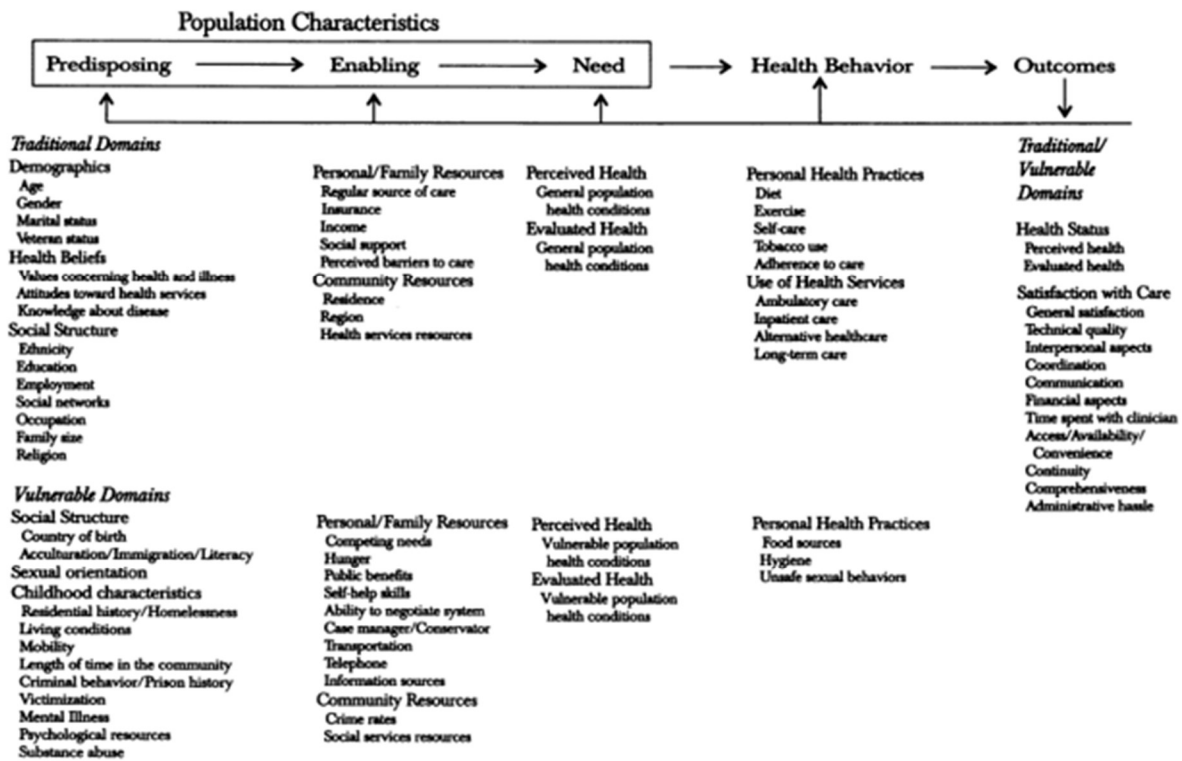 Population Characteristics
Predisposing
Enabling
Need
Health Behavior
Outcomes
Traditional Domains
Demographics
Age
Gender
Marital status
Veteran status
Health Beliefs
Values concerning health and illness
Attitudes toward health services
Knowledge about disease
Social Structure
Ethnicity
Education
Employment
Social networks
Occupation
Family size
Religion
Personal/Family Resources
Regular source of care
Insurance
Income
Social support
Perceived barriers to care
Community Resources
Residence
Region
Health services resources
Perceived Health
General population
health conditions
Evaluated Health
General population
health conditions
Personal Health Practices
Diet
Exercise
Self-care
Tobacco use
Adherence to care
Use of Health Services
Ambulatory care
Inpatient care
Alternative healthcare
Long-term care
Traditional/
Vulnerable
Domains
Health Status
Perceived health
Evaluated health
Satisfaction with Care
General satisfaction
Technical quality
Interpersonal aspects
Coordination
Communication
Financial aspects
Time spent with clinician
Access/Availability/
Convenience
Continuity
Comprehensiveness
Administrative hassle
Vulnerable Domains
Social Structure
Country of birth
Acculturation/Immigration/Literacy
Sexual orientation
Childhood characteristics
Residential history/Homelessness
Living conditions
Mobility
Length of time in the community
Criminal behavior/Prison history
Victimization
Mental Illness
Psychological resources
Substance abuse
Personal/Family Resources
Competing needs
Hunger
Public benefits
Self-help skills
Ability to negotiate system
Case manager/Conservator
Transportation
Telephone
Information sources
Community Resources
Crime rates
Social services resources
Perceived Health
Vulnerable population
health conditions
Evaluated Health
Vulnerable population
health conditions
Personal Health Practices
Food sources
Hygiene
Unsafe sexual behaviors